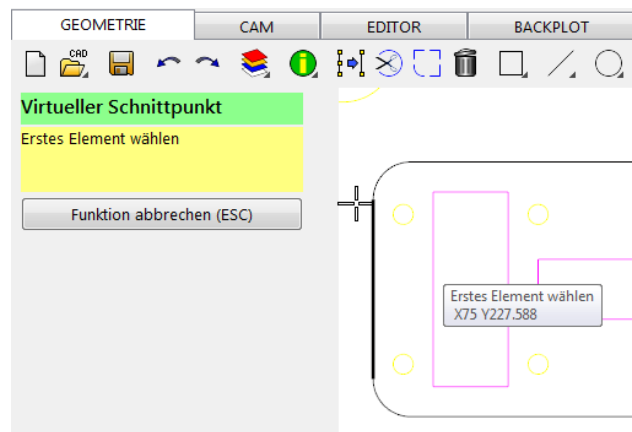 GEOMETRIE CAM EDITOR BACKPLOT
CAD
Virtueller Schnittpunkt
Erstes Element wählen
Funktion abbrechen (ESC)
Erstes Element wählen
X75 Y227.588